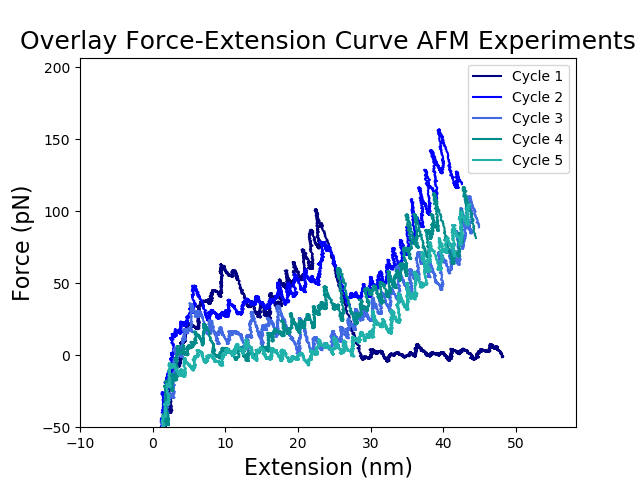 Overlay Force-Extension Curve AFM Experiments
200
150
100
50
0
−50
Force (pN)
Cycle 1
Cycle 2
Cycle 3
Cycle 4
Cycle 5
−10 0 10 20 30 40 50
Extension (nm)